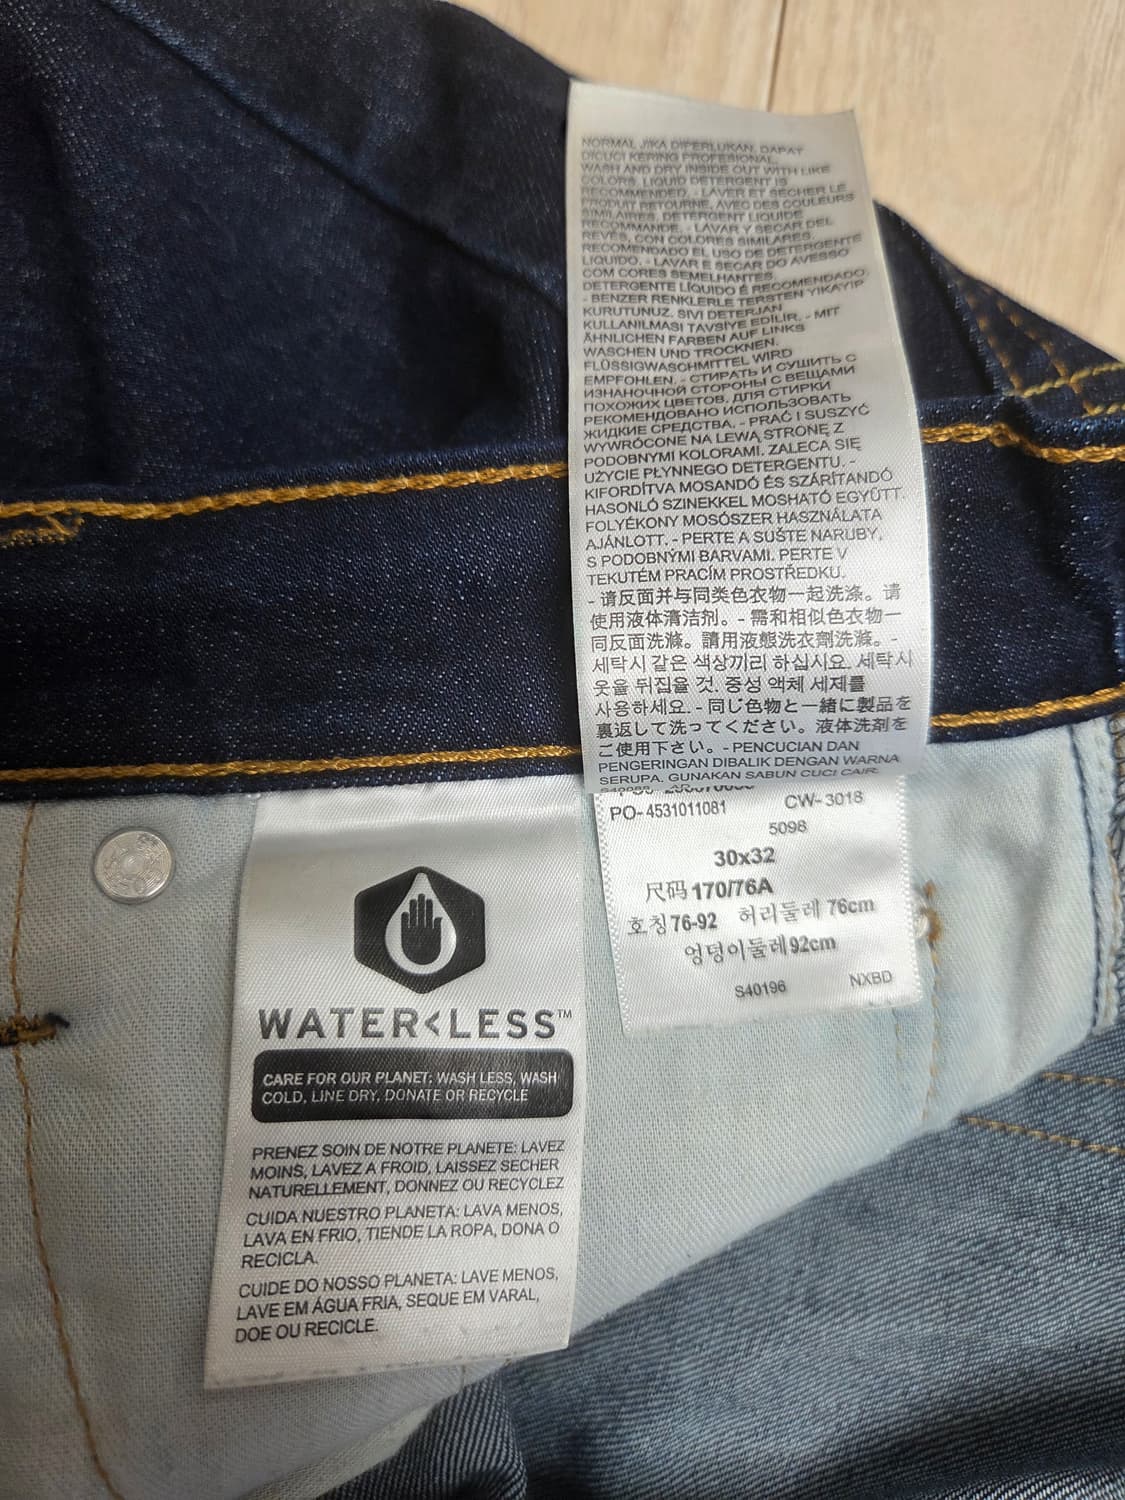 NORMAL JIKA DIPERLUKAN. DAPAT
DICUCI KERING PROFESIONAL.
WASH AND DRY INSIDE OUT WITH LIKE
COLORS. LIQUID DETERGENT IS
RECOMMENDED. - LAVER ET SÉCHER LE
PRODUIT RETOURNÉ, AVEC DES COULEURS
SIMILAIRES. DÉTERGENT LIQUIDE
RECOMMANDÉ. - LAVAR Y SECAR DEL
REVÉS, CON COLORES SIMILARES.
RECOMENDADO EL USO DE DETERGENTE
LÍQUIDO. - LAVAR E SECAR DO AVESSO
COM CORES SEMELHANTES.
DETERGENTE LÍQUIDO É RECOMENDADO.
- BENZER RENKLERLE TERSTEN YIKAYIP
KURUTUNUZ. SIVI DETERJAN
KULLANILMASI TAVSİYE EDİLİR. - MIT
ÄHNLICHEN FARBEN AUF LINKS
WASCHEN UND TROCKNEN.
FLÜSSIGWASCHMITTEL WIRD
EMPFOHLEN. - СТИРАТЬ И СУШИТЬ С
ИЗНАНОЧНОЙ СТОРОНЫ С ВЕЩАМИ
ПОХОЖИХ ЦВЕТОВ. ДЛЯ СТИРКИ
РЕКОМЕНДОВАНО ИСПОЛЬЗОВАТЬ
ЖИДКИЕ СРЕДСТВА. - PRAĆ I SUSZYĆ
WYWRÓCONE NA LEWĄ STRONĘ Z
PODOBNYMI KOLORAMI. ZALECA SIĘ
UŻYCIE PŁYNNEGO DETERGENTU. -
KIFORDÍTVA MOSANDÓ ÉS SZÁRÍTANDÓ
HASONLÓ SZINEKKEL MOSHATÓ EGYÜTT.
FOLYÉKONY MOSÓSZER HASZNÁLATA
AJÁNLOTT. - PERTE A SUŠTE NARUBY,
S PODOBNÝMI BARVAMI. PERTE V
TEKUTÉM PRACÍM PROSTŘEDKU.
- 请反面并与同类色衣物一起洗涤。请
使用液体清洁剂。- 需和相似色衣物一
同反面洗滌。請用液態洗衣劑洗滌。-
세탁시 같은 색상끼리 하십시요. 세탁시
옷을 뒤집을 것. 중성 액체 세제를
사용하세요. - 同じ色物と一緒に製品を
裏返して洗ってください。液体洗剤を
ご使用下さい。- PENCUCIAN DAN
PENGERINGAN DIBALIK DENGAN WARNA
SERUPA. GUNAKAN SABUN CUCI CAIR.
PO- 4531011081 CW- 3018
5098
30x32
尺码 170/76A
호칭 76-92 허리둘레 76cm
엉덩이둘레 92cm
S40196 NXBD
WATER<LESS™
CARE FOR OUR PLANET: WASH LESS, WASH
COLD, LINE DRY, DONATE OR RECYCLE
PRENEZ SOIN DE NOTRE PLANETE: LAVEZ
MOINS, LAVEZ A FROID, LAISSEZ SECHER
NATURELLEMENT, DONNEZ OU RECYCLEZ
CUIDA NUESTRO PLANETA: LAVA MENOS,
LAVA EN FRIO, TIENDE LA ROPA, DONA O
RECICLA.
CUIDE DO NOSSO PLANETA: LAVE MENOS,
LAVE EM ÁGUA FRIA, SEQUE EM VARAL,
DOE OU RECICLE.